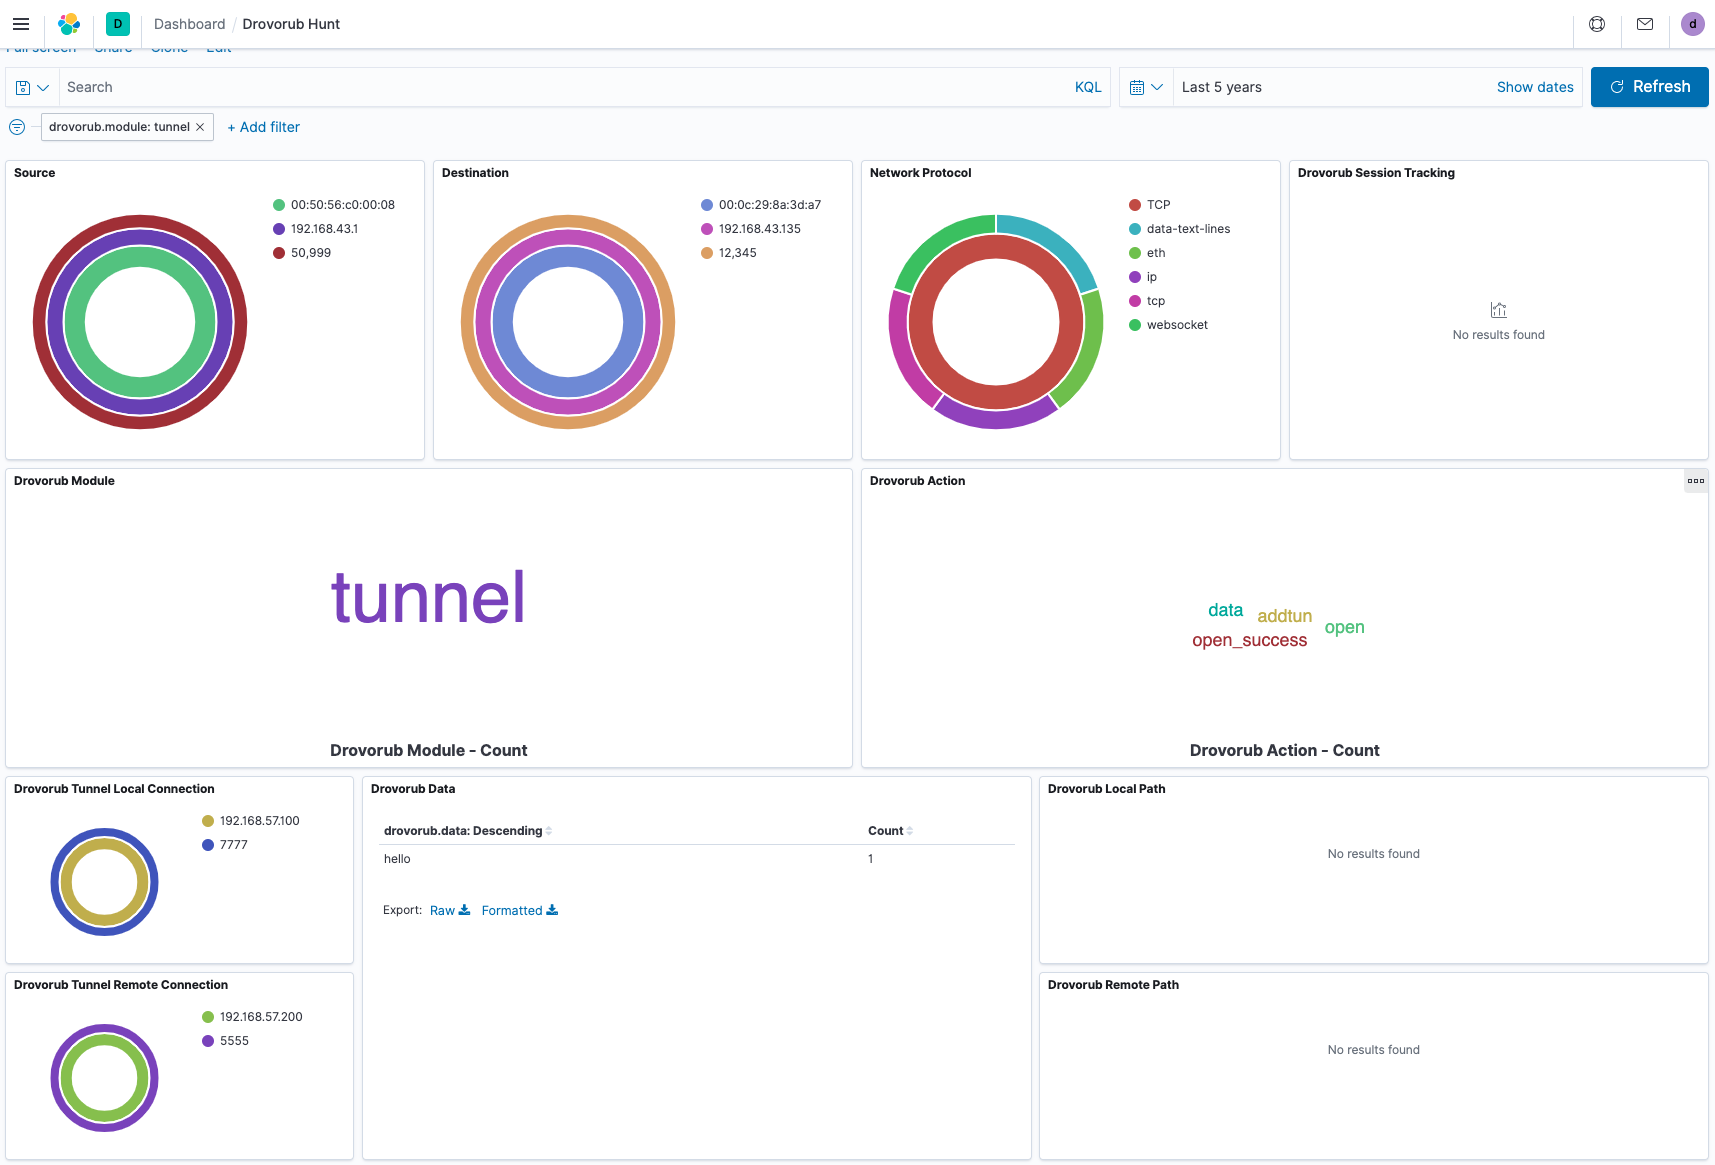 D Dashboard / Drovorub Hunt d
Full screen Share Clone Edit
Search KQL Last 5 years Show dates Refresh
drovorub.module: tunnel × + Add filter
Source
00:50:56:c0:00:08
192.168.43.1
50,999
Destination
00:0c:29:8a:3d:a7
192.168.43.135
12,345
Network Protocol
TCP
data-text-lines
eth
ip
tcp
websocket
Drovorub Session Tracking
No results found
Drovorub Module
tunnel
Drovorub Module - Count
Drovorub Action
data addtun open
open_success
Drovorub Action - Count
Drovorub Tunnel Local Connection
192.168.57.100
7777
Drovorub Data
drovorub.data: Descending Count
hello 1
Export: Raw Formatted
Drovorub Local Path
No results found
Drovorub Tunnel Remote Connection
192.168.57.200
5555
Drovorub Remote Path
No results found